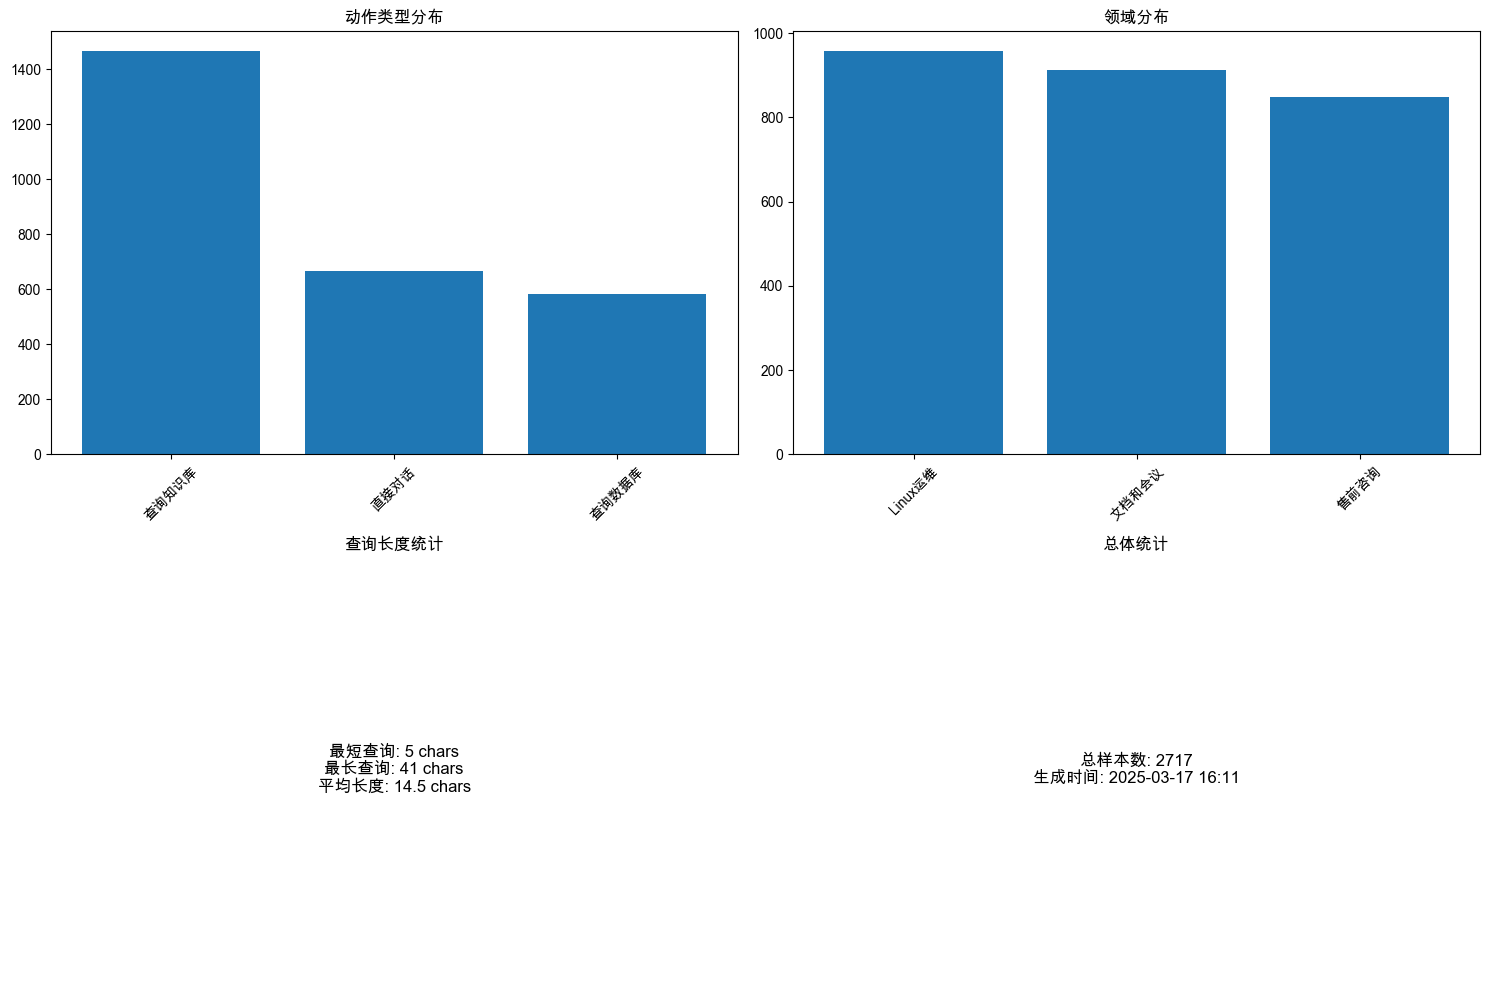 动作类型分布
1400
1200
1000
800
600
400
200
0
查询知识库
直接对话
查询数据库
领域分布
1000
800
600
400
200
0
Linux运维
文档和会议
售前咨询
查询长度统计
最短查询: 5 chars
最长查询: 41 chars
平均长度: 14.5 chars
总体统计
总样本数: 2717
生成时间: 2025-03-17 16:11